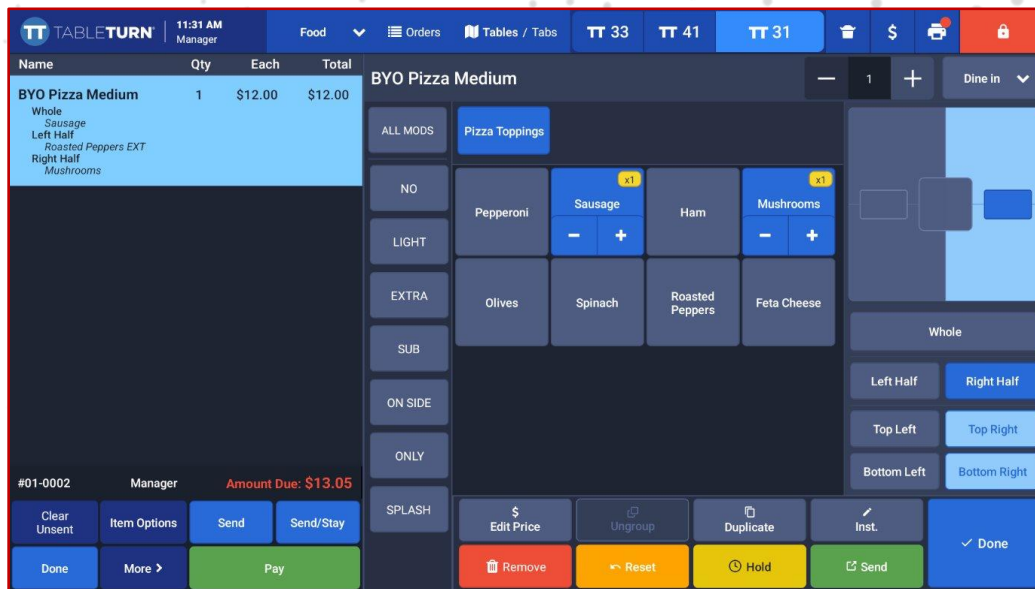 TT TABLETURN 11:31 AM Manager Food Orders Tables / Tabs TT 33 TT 41 TT 31 $
Name Qty Each Total
BYO Pizza Medium 1 $12.00 $12.00
Whole
Sausage
Left Half
Roasted Peppers EXT
Right Half
Mushrooms
#01-0002 Manager Amount Due: $13.05
Clear Unsent Item Options Send Send/Stay
Done More > Pay
BYO Pizza Medium — 1 + Dine in
ALL MODS
NO
LIGHT
EXTRA
SUB
ON SIDE
ONLY
SPLASH
Pizza Toppings
Pepperoni
x1
Sausage
− +
Ham
x1
Mushrooms
− +
Olives
Spinach
Roasted
Peppers
Feta Cheese
Whole
Left Half Right Half
Top Left Top Right
Bottom Left Bottom Right
$ Edit Price Ungroup Duplicate Inst.
Remove Reset Hold Send
Done